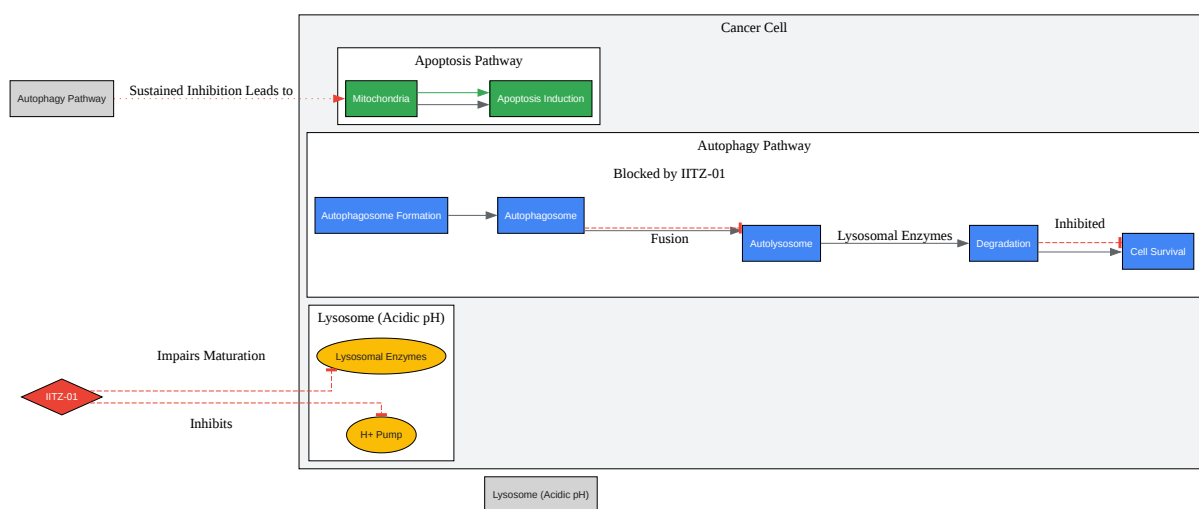 Cancer Cell
Apoptosis Pathway
Autophagy Pathway
Sustained Inhibition Leads to
Mitochondria
Apoptosis Induction
Autophagy Pathway
Blocked by IITZ-01
Autophagosome Formation
Autophagosome
Fusion
Autolysosome
Lysosomal Enzymes
Degradation
Inhibited
Cell Survival
Lysosome (Acidic pH)
Impairs Maturation
Lysosomal Enzymes
IITZ-01
Inhibits
H+ Pump
Lysosome (Acidic pH)